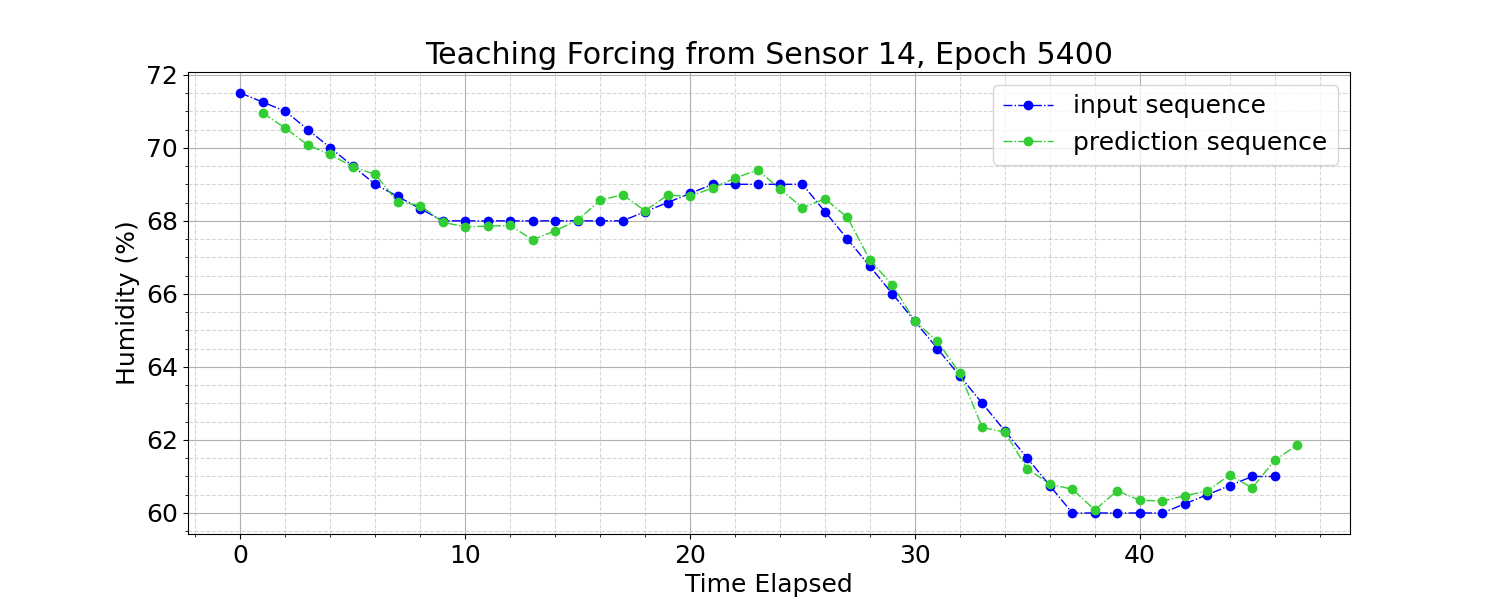 Teaching Forcing from Sensor 14, Epoch 5400
72
70
68
66
64
62
60
Humidity (%)
input sequence
prediction sequence
0 10 20 30 40
Time Elapsed